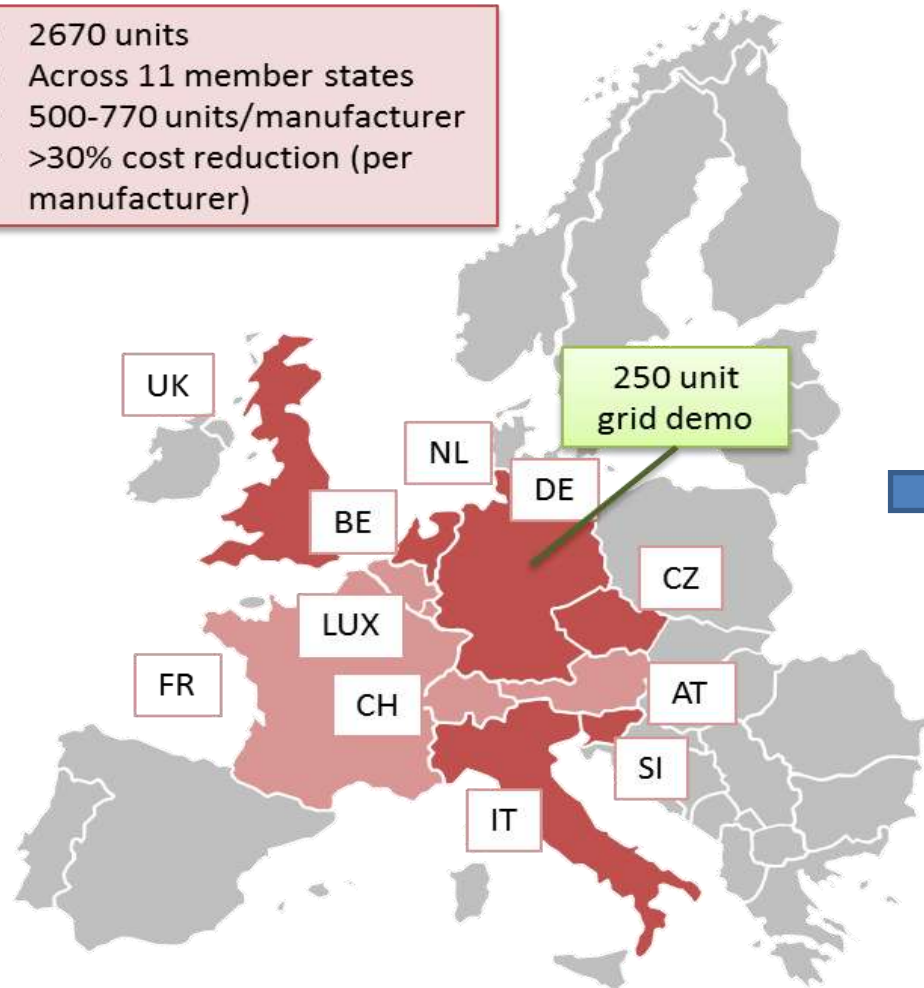 2670 units
Across 11 member states
500-770 units/manufacturer
>30% cost reduction (per
manufacturer)
UK
250 unit
grid demo
NL
DE
BE
CZ
LUX
FR
CH
AT
SI
IT